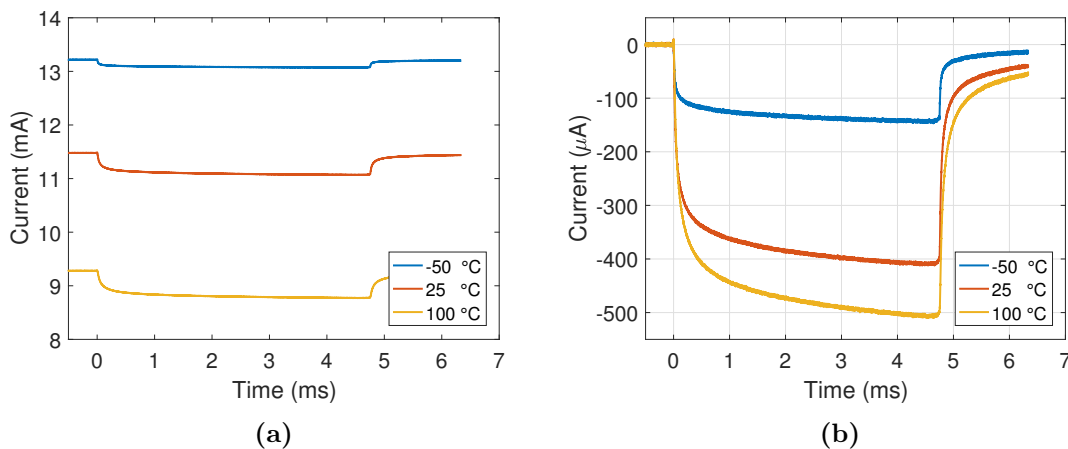 14
13
12
11
10
9
8
Current (mA)
0 1 2 3 4 5 6 7
Time (ms)
-50 °C
25 °C
100 °C
(a)
0
-100
-200
-300
-400
-500
Current (μA)
0 1 2 3 4 5 6 7
Time (ms)
-50 °C
25 °C
100 °C
(b)